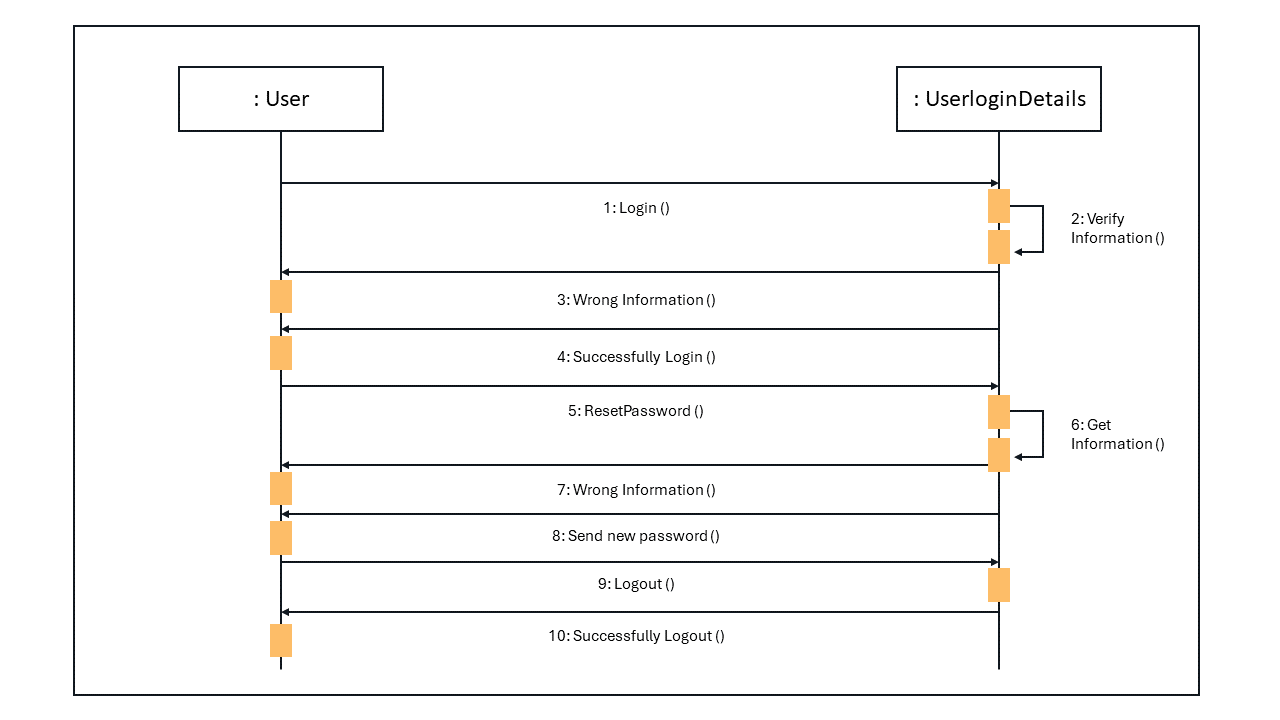 : User
: UserloginDetails
1: Login ()
2: Verify
Information ()
3: Wrong Information ()
4: Successfully Login ()
5: ResetPassword ()
6: Get
Information ()
7: Wrong Information ()
8: Send new password ()
9: Logout ()
10: Successfully Logout ()